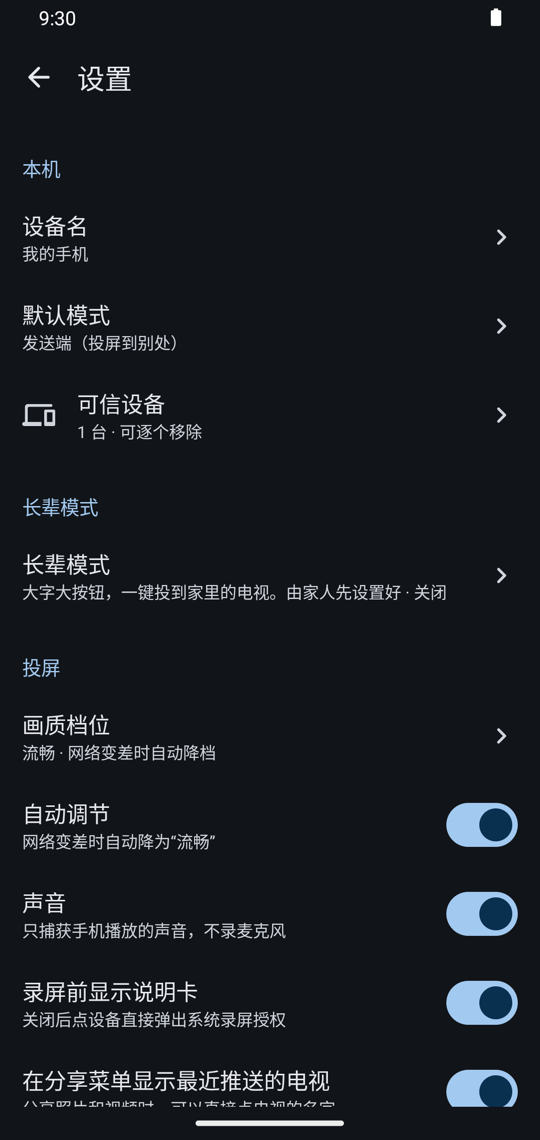 9:30
设置
本机
设备名
我的手机
默认模式
发送端（投屏到别处）
可信设备
1 台 · 可逐个移除
长辈模式
长辈模式
大字大按钮，一键投到家里的电视。由家人先设置好 · 关闭
投屏
画质档位
流畅 · 网络变差时自动降档
自动调节
网络变差时自动降为“流畅”
声音
只捕获手机播放的声音，不录麦克风
录屏前显示说明卡
关闭后点设备直接弹出系统录屏授权
在分享菜单显示最近推送的电视